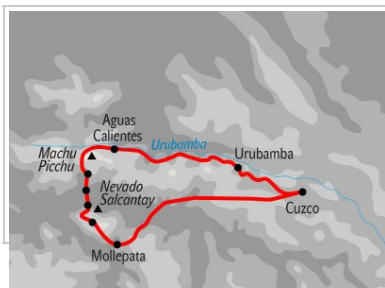 Aguas
Calientes
Urubamba
Machu
Picchu
Urubamba
Nevado
Salcantay
Cuzco
Mollepata